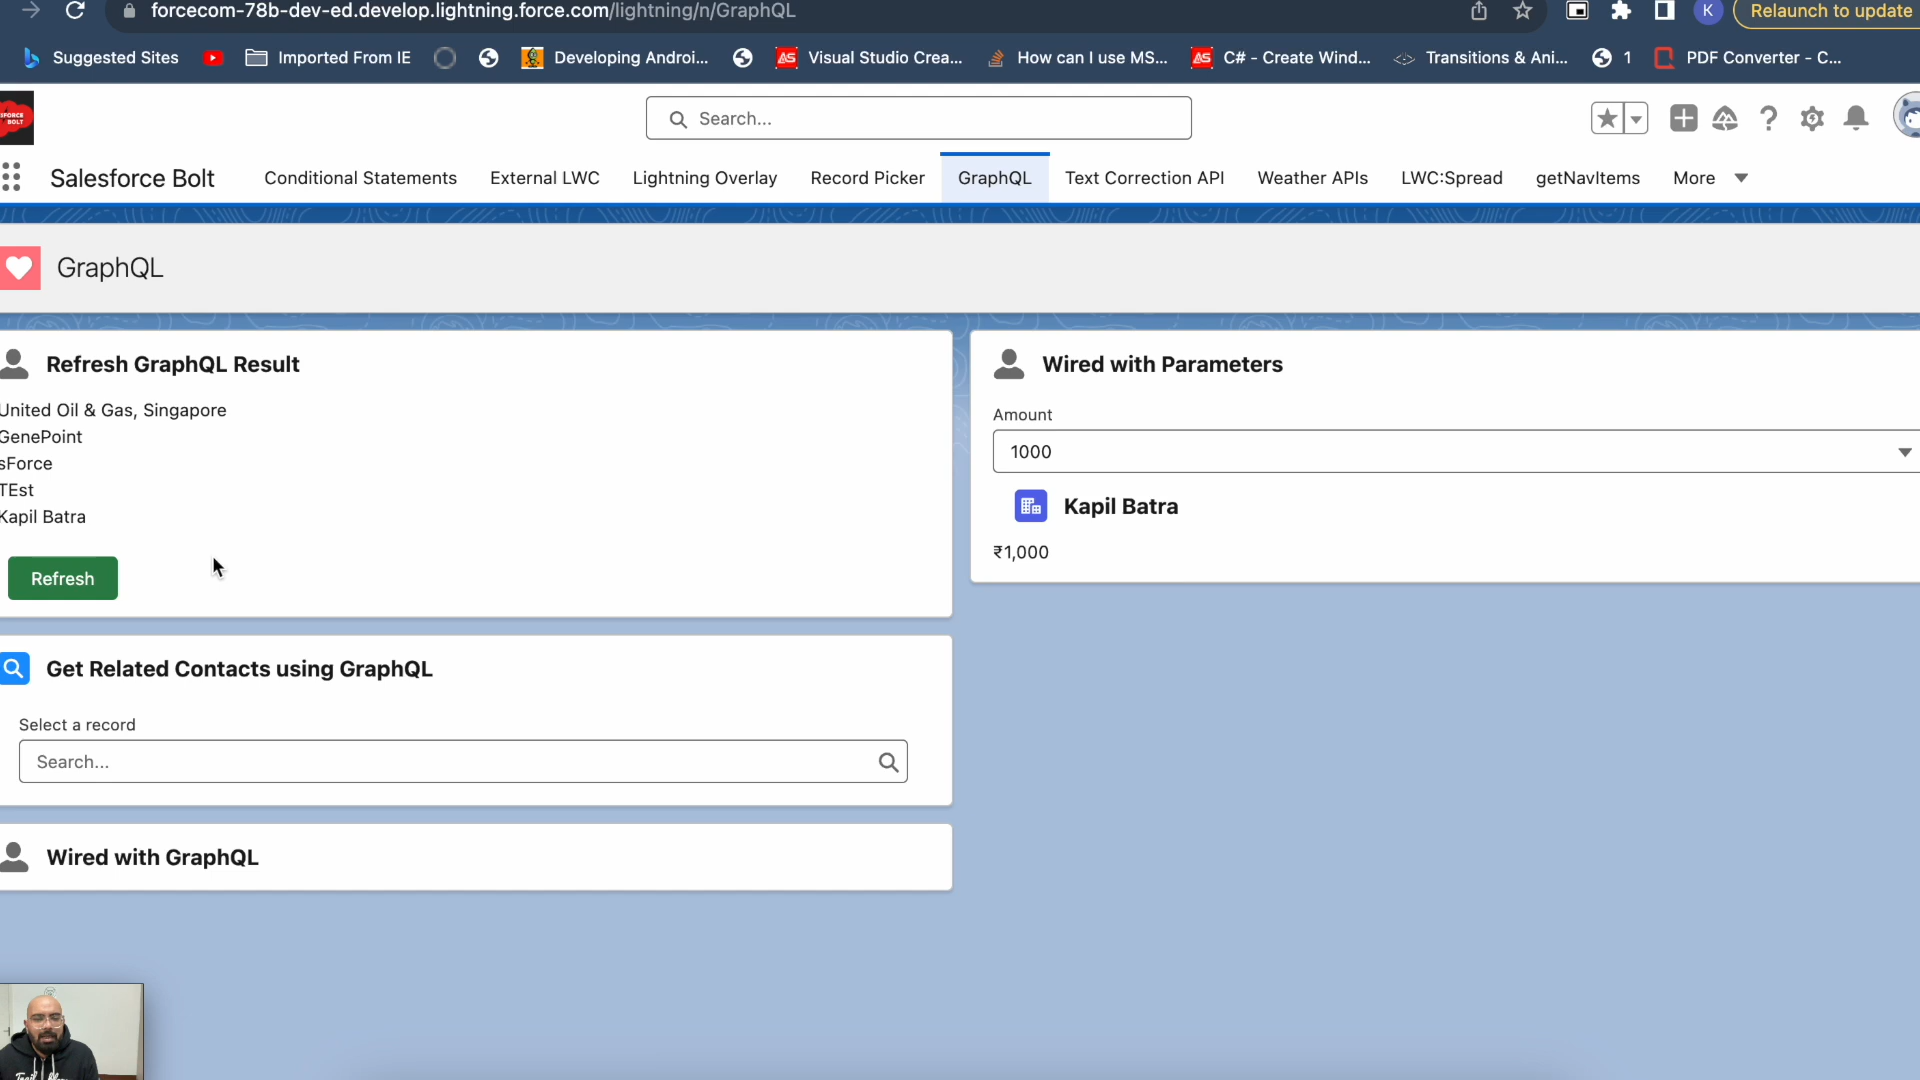 forcecom-78b-dev-ed.develop.lightning.force.com/lightning/n/GraphQL
K
Relaunch to update
Suggested Sites
Imported From IE
Developing Androi...
Visual Studio Crea...
How can I use MS...
C# - Create Wind...
Transitions & Ani...
1
PDF Converter - C...
BOLT
Search...
Salesforce Bolt
Conditional Statements
External LWC
Lightning Overlay
Record Picker
GraphQL
Text Correction API
Weather APIs
LWC:Spread
getNavItems
More
GraphQL
Refresh GraphQL Result
United Oil & Gas, Singapore
GenePoint
sForce
TEst
Kapil Batra
Refresh
Get Related Contacts using GraphQL
Select a record
Search...
Wired with GraphQL
Wired with Parameters
Amount
1000
Kapil Batra
₹1,000